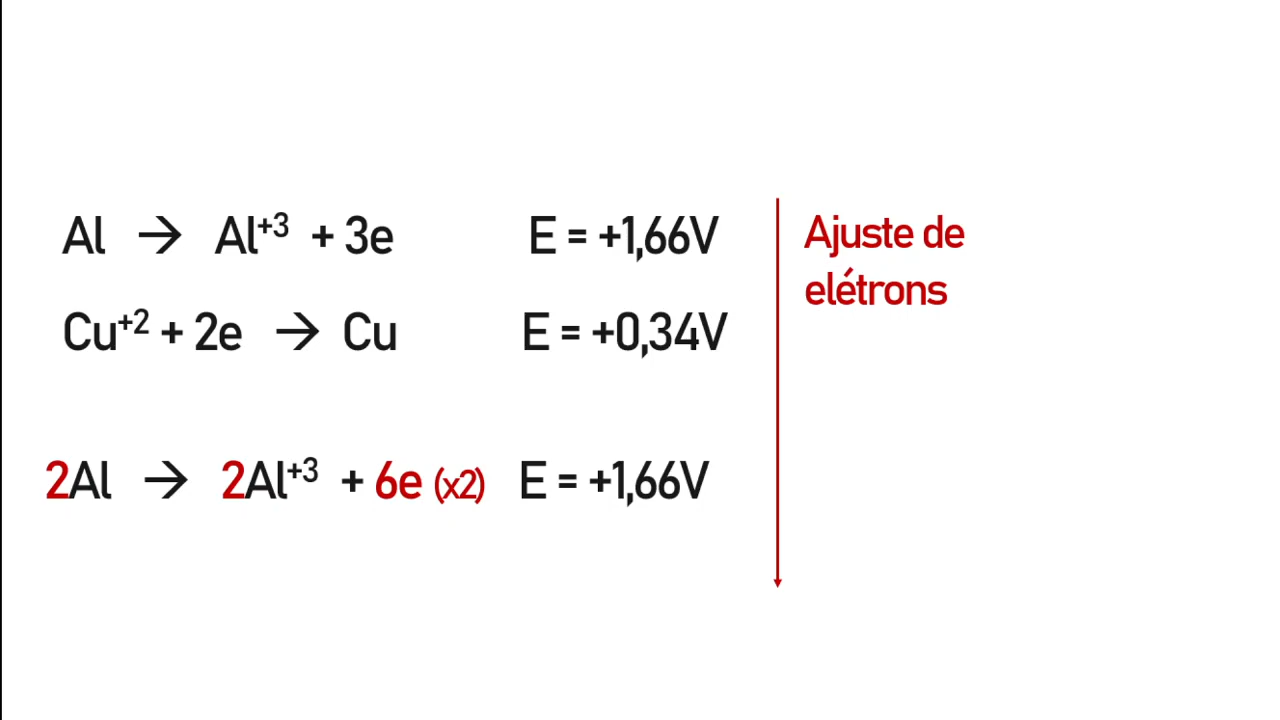 Al → Al⁺³ + 3e E = +1,66V
Cu⁺² + 2e → Cu E = +0,34V
2Al → 2Al⁺³ + 6e (x2) E = +1,66V
Ajuste de
elétrons